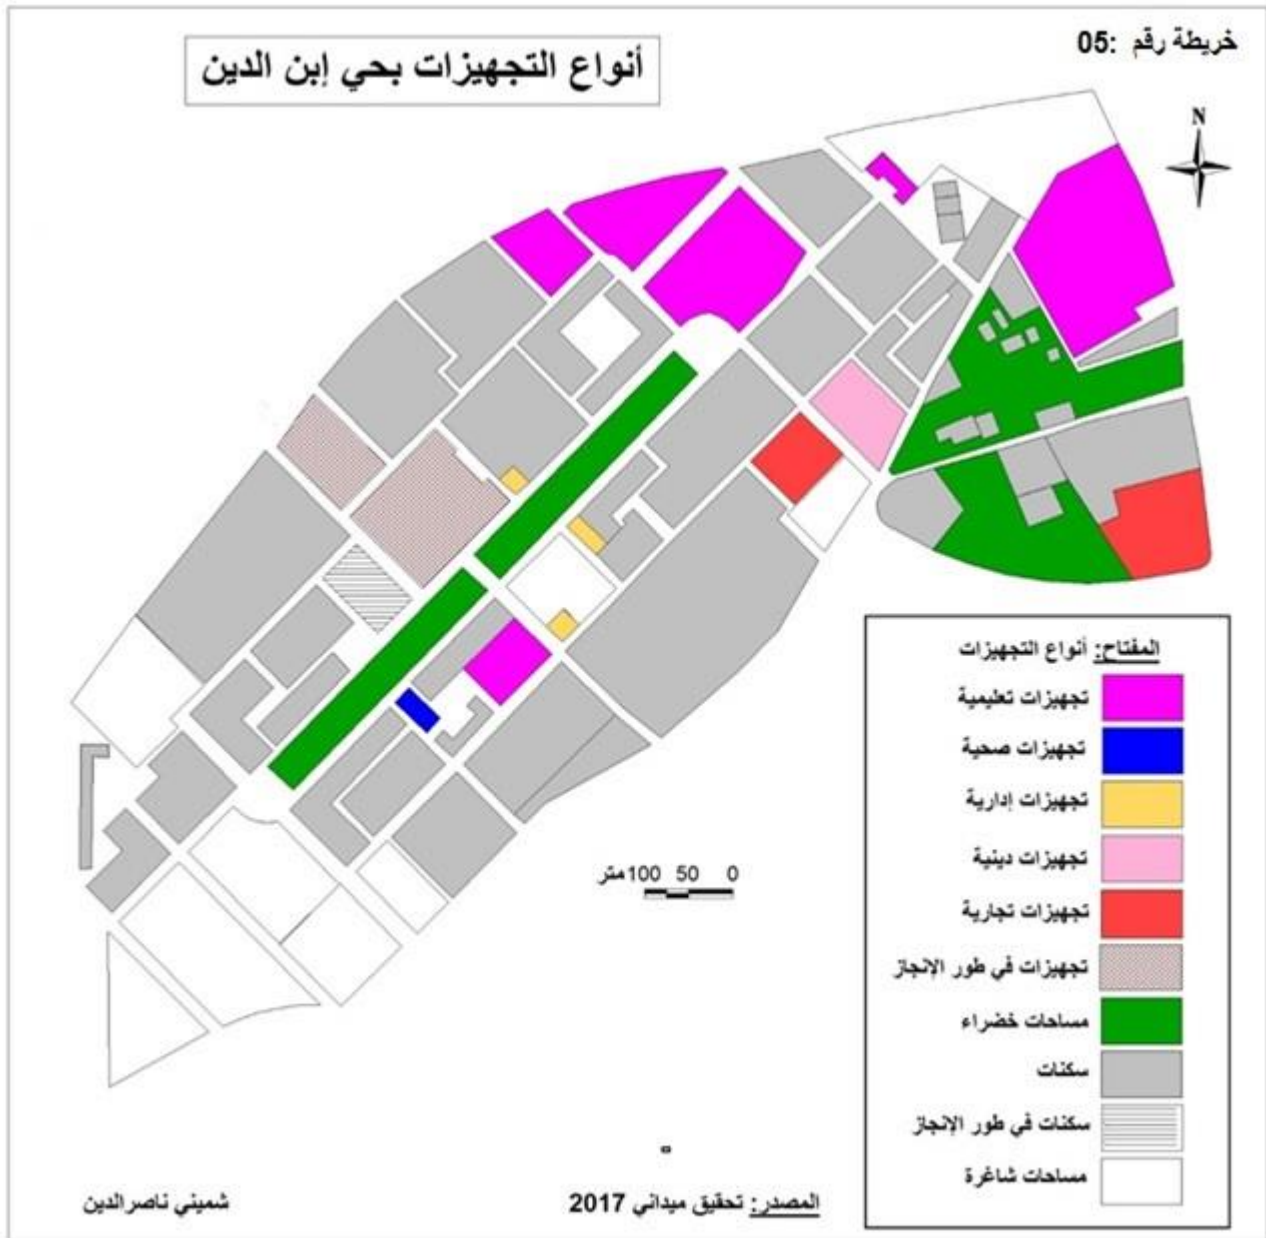 خريطة رقم :05
أنواع التجهيزات بحي إبن الدين
N
المفتاح: أنواع التجهيزات
تجهيزات تعليمية
تجهيزات صحية
تجهيزات إدارية
تجهيزات دينية
تجهيزات تجارية
تجهيزات في طور الإنجاز
مساحات خضراء
سكنات
سكنات في طور الإنجاز
مساحات شاغرة
0 50 100 متر
المصدر: تحقيق ميداني 2017
شميني ناصرالدين